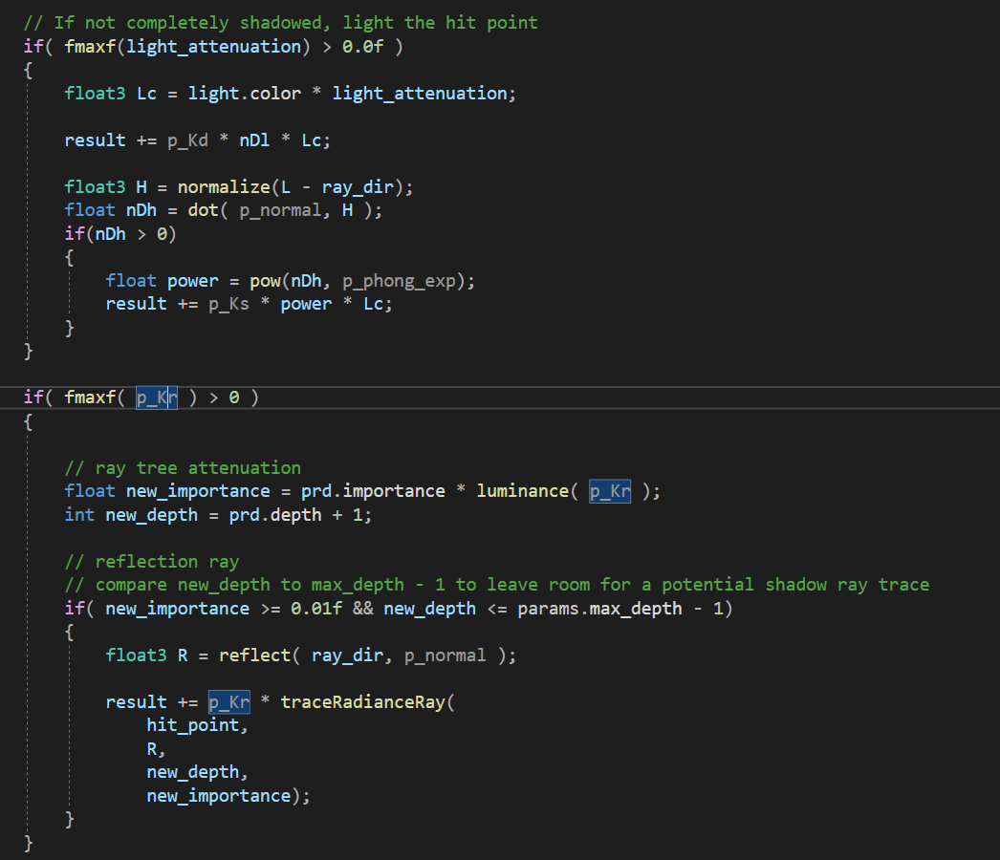 // If not completely shadowed, light the hit point
if( fmaxf(light_attenuation) > 0.0f )
{
float3 Lc = light.color * light_attenuation;
result += p_Kd * nDl * Lc;
float3 H = normalize(L - ray_dir);
float nDh = dot( p_normal, H );
if(nDh > 0)
{
float power = pow(nDh, p_phong_exp);
result += p_Ks * power * Lc;
}
}
if( fmaxf( p_Kr ) > 0 )
{
// ray tree attenuation
float new_importance = prd.importance * luminance( p_Kr );
int new_depth = prd.depth + 1;
// reflection ray
// compare new_depth to max_depth - 1 to leave room for a potential shadow ray trace
if( new_importance >= 0.01f && new_depth <= params.max_depth - 1)
{
float3 R = reflect( ray_dir, p_normal );
result += p_Kr * traceRadianceRay(
hit_point,
R,
new_depth,
new_importance);
}
}